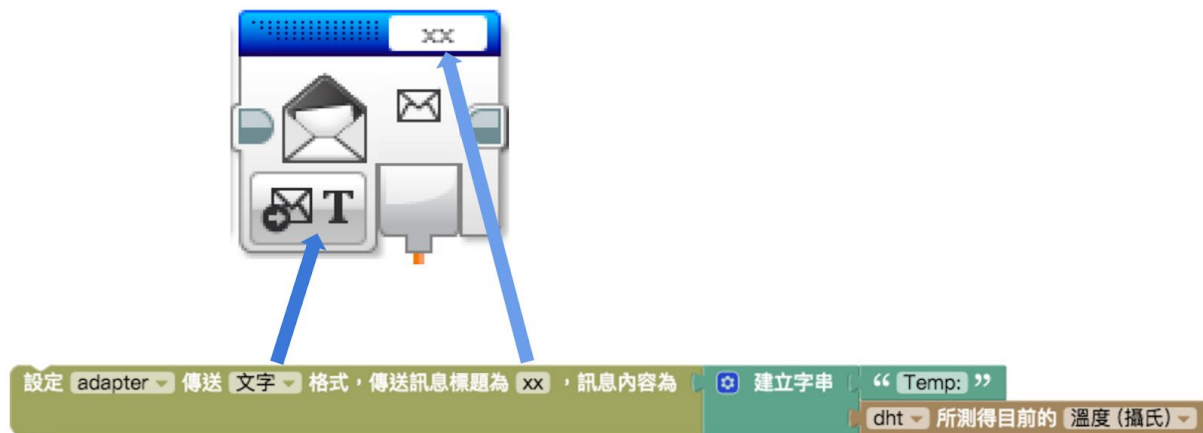 xx
T
設定 adapter 傳送 文字 格式，傳送訊息標題為 xx ，訊息內容為 建立字串 “ Temp: ”
dht 所測得目前的 溫度 (攝氏)